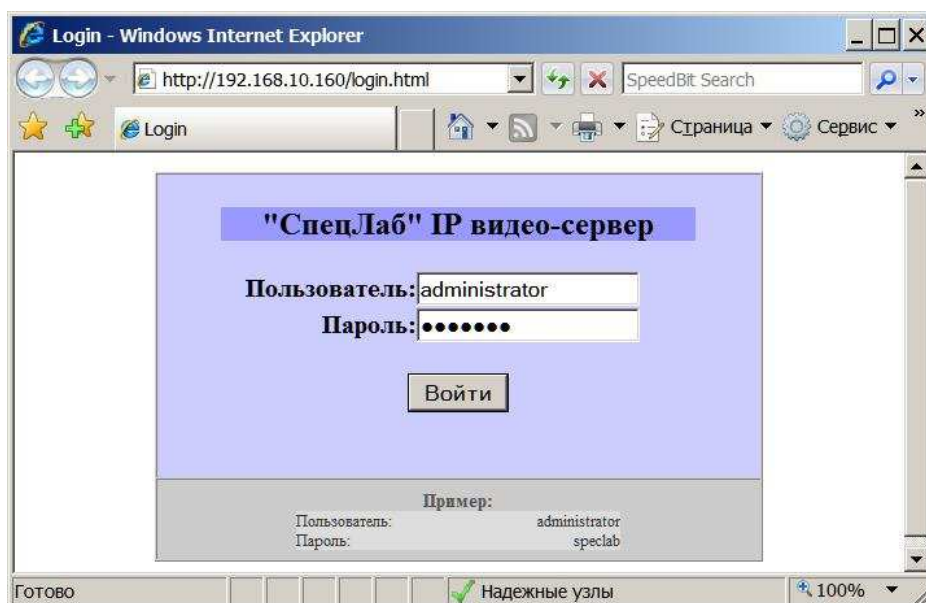 Login - Windows Internet Explorer
http://192.168.10.160/login.html SpeedBit Search
Login Страница Сервис »
"СпецЛаб" IP видео-сервер
Пользователь: administrator
Пароль: •••••••
Войти
Пример:
Пользователь: administrator
Пароль: speclab
Готово Надежные узлы 100%